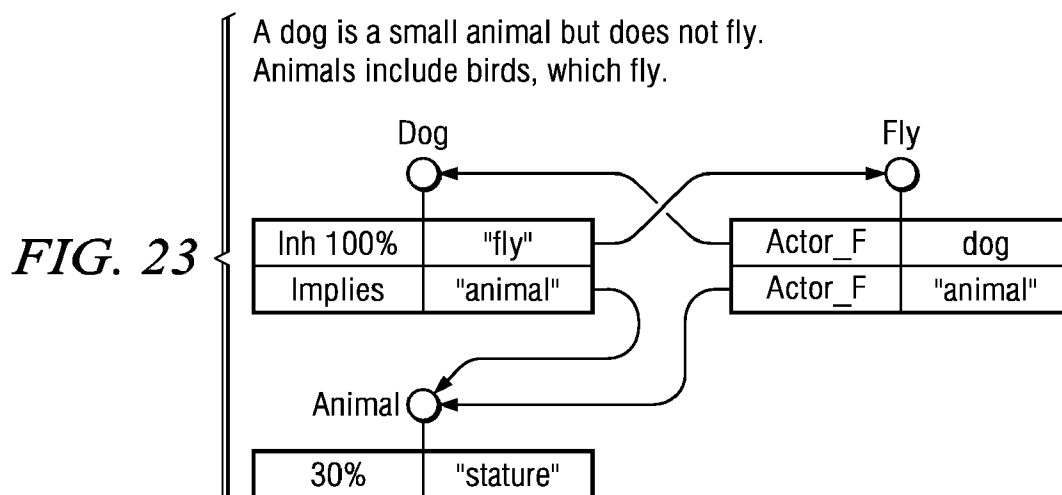 A dog is a small animal but does not fly.
Animals include birds, which fly.
Dog
Fly
FIG. 23
Inh 100% "fly"
Implies "animal"
Actor_F dog
Actor_F "animal"
Animal
30% "stature"